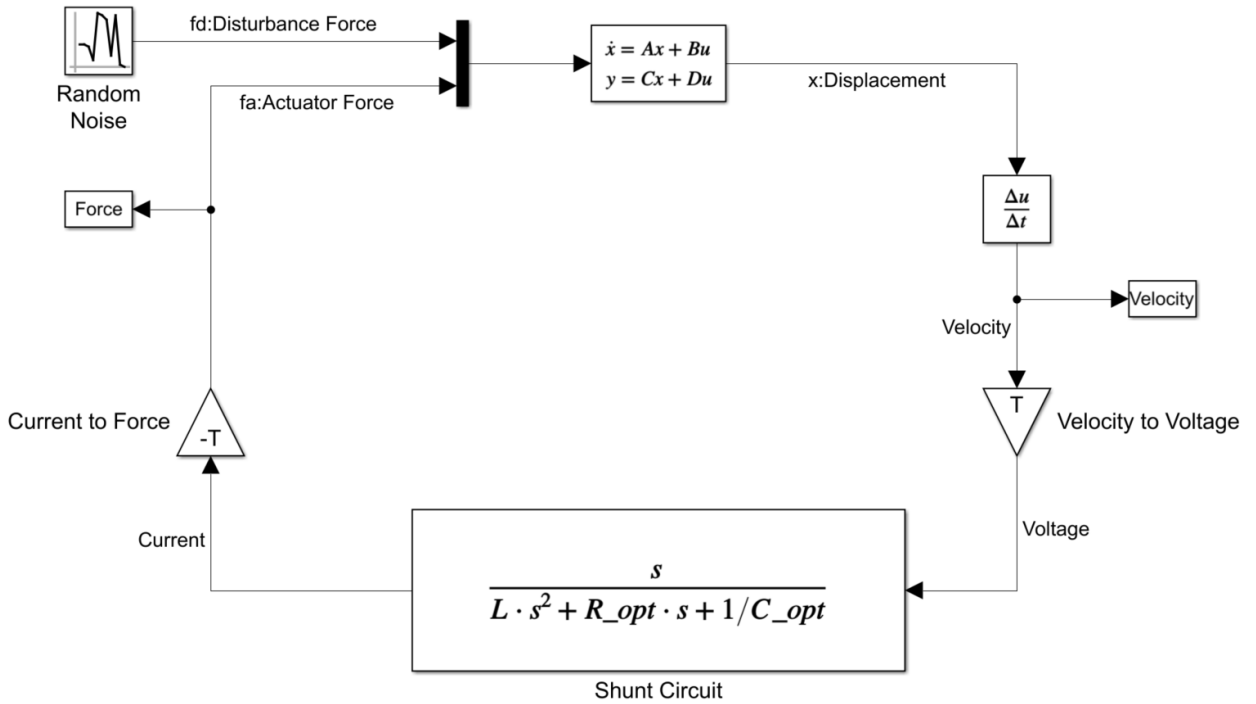 fd:Disturbance Force
Random
Noise
fa:Actuator Force
ẋ = Ax + Bu
y = Cx + Du
x:Displacement
Force
Δu
Δt
Velocity
Velocity
Current to Force
-T
T
Velocity to Voltage
Current
Voltage
s
L · s² + R_opt · s + 1/C_opt
Shunt Circuit